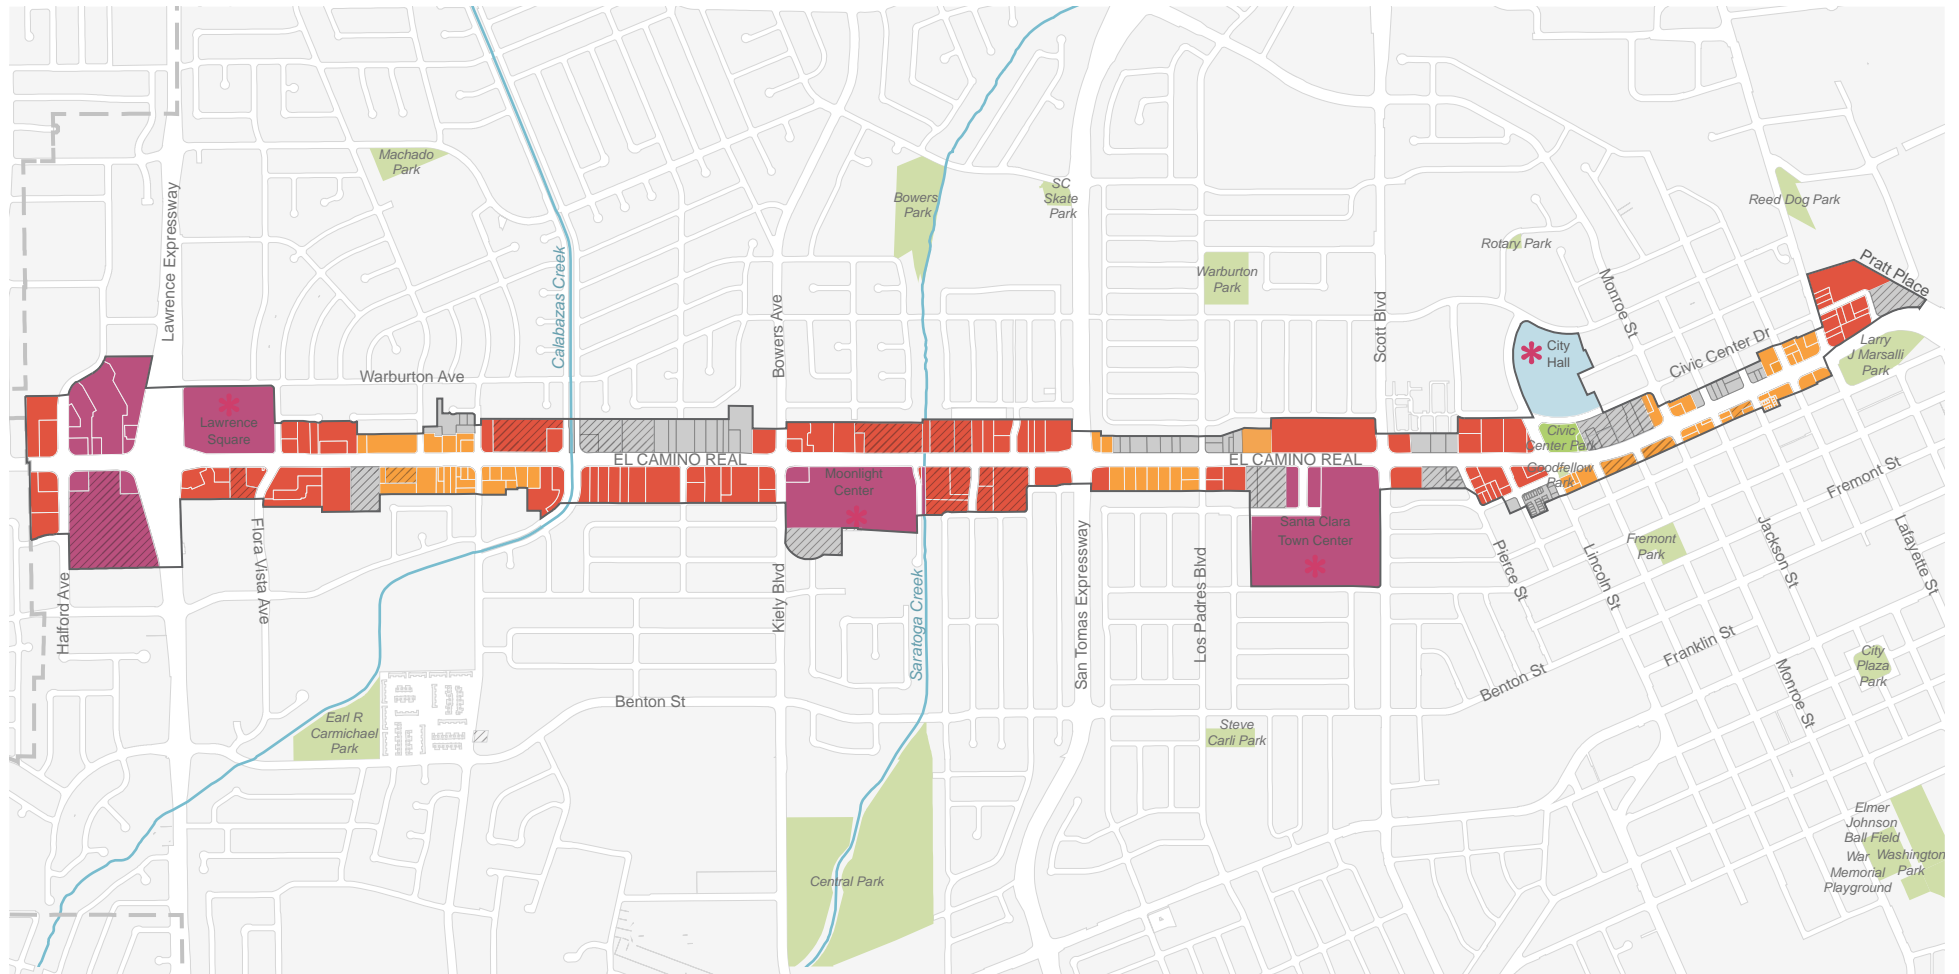 Machado
Park
Bowers
Park
SC
Skate
Park
Reed Dog Park
Rotary Park
Warburton
Park
Pratt Place
Lawrence Expressway
Calabazas Creek
Bowers Ave
Scott Blvd
Monroe St
City
Hall
Civic Center Dr
Larry
J Marsalli
Park
Warburton Ave
Lawrence
Square
EL CAMINO REAL
EL CAMINO REAL
Civic
Center Park
Moonlight
Center
Goodfellow
Park
Fremont St
Santa Clara
Town Center
Flora Vista Ave
Halford Ave
Kiely Blvd
Saratoga Creek
San Tomas Expressway
Los Padres Blvd
Pierce St
Lincoln St
Fremont
Park
Jackson St
Lafayette St
Franklin St
Benton St
Benton St
City
Plaza
Park
Monroe St
Earl R
Carmichael
Park
Steve
Carli Park
Central Park
Elmer
Johnson
Ball Field
War
Memorial
Playground
Washington
Park